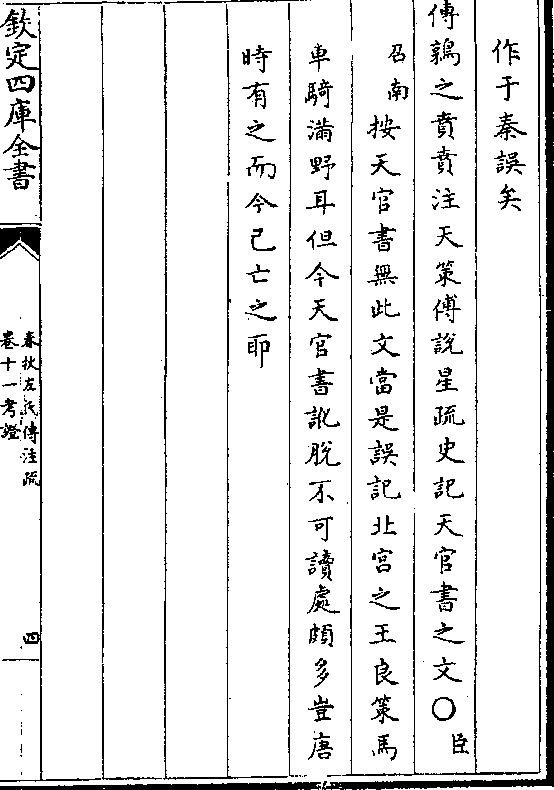 作于秦誤矣
傳鶉之賁賁注天策傅說星疏史記天官書之文○臣
召南按天官書無此文當是誤記北宮之王良策馬
車騎滿野耳但今天官書訛脫不可讀處頗多豈唐
時有之而今已亡之耶
欽定四庫全書
春秋左氏傳注疏
卷十一考證
四